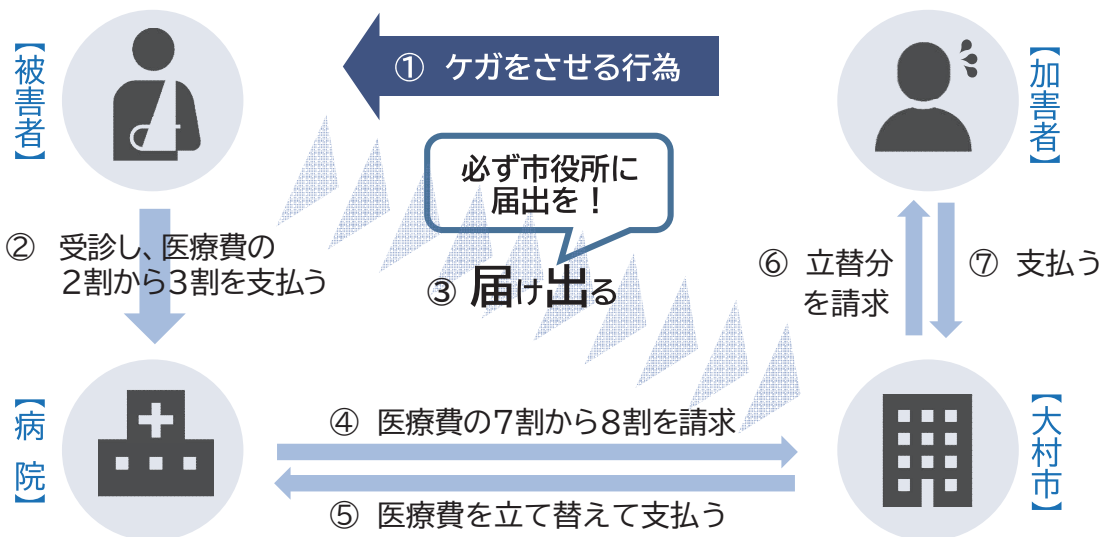 【被害者】
① ケガをさせる行為
【加害者】
必ず市役所に
届出を！
② 受診し、医療費の
2割から3割を支払う
③ 届け出る
⑥ 立替分
を請求
⑦ 支払う
【病 院】
④ 医療費の7割から8割を請求
⑤ 医療費を立て替えて支払う
【大村市】